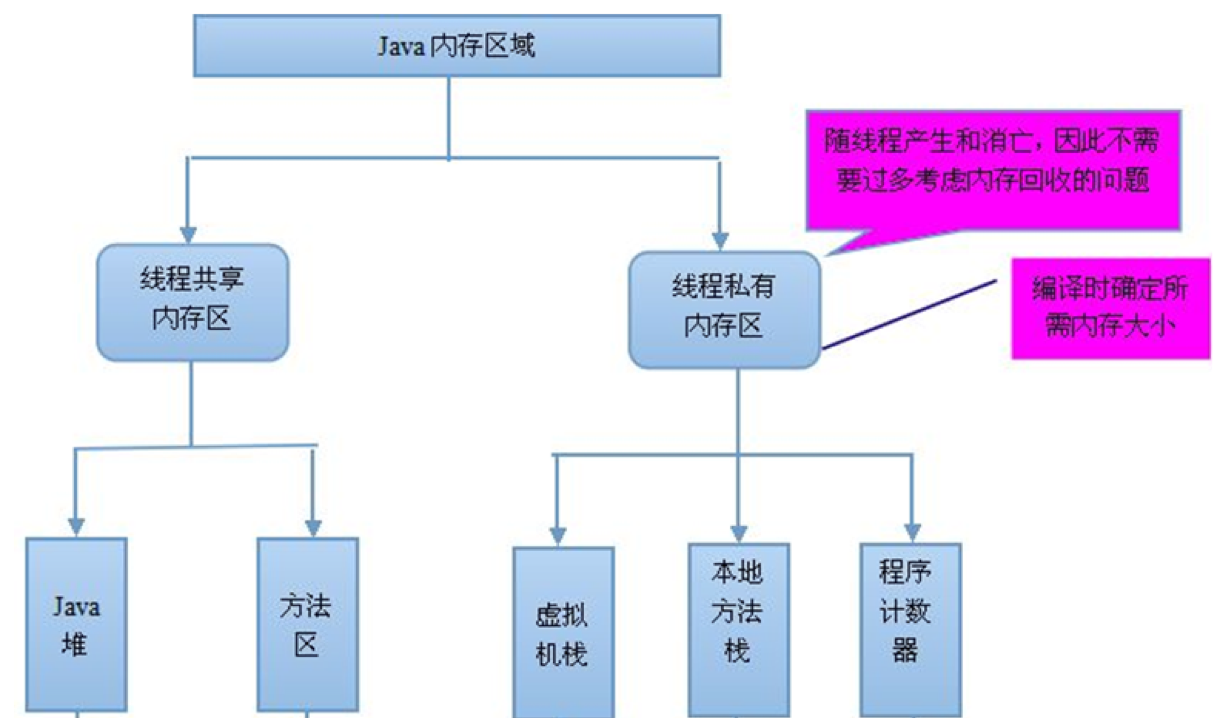 Java 内存区域
随线程产生和消亡，因此不需
要过多考虑内存回收的问题
线程共享
内存区
线程私有
内存区
编译时确定所
需内存大小
Java
堆
方法
区
虚拟
机栈
本地
方法
栈
程序
计数
器